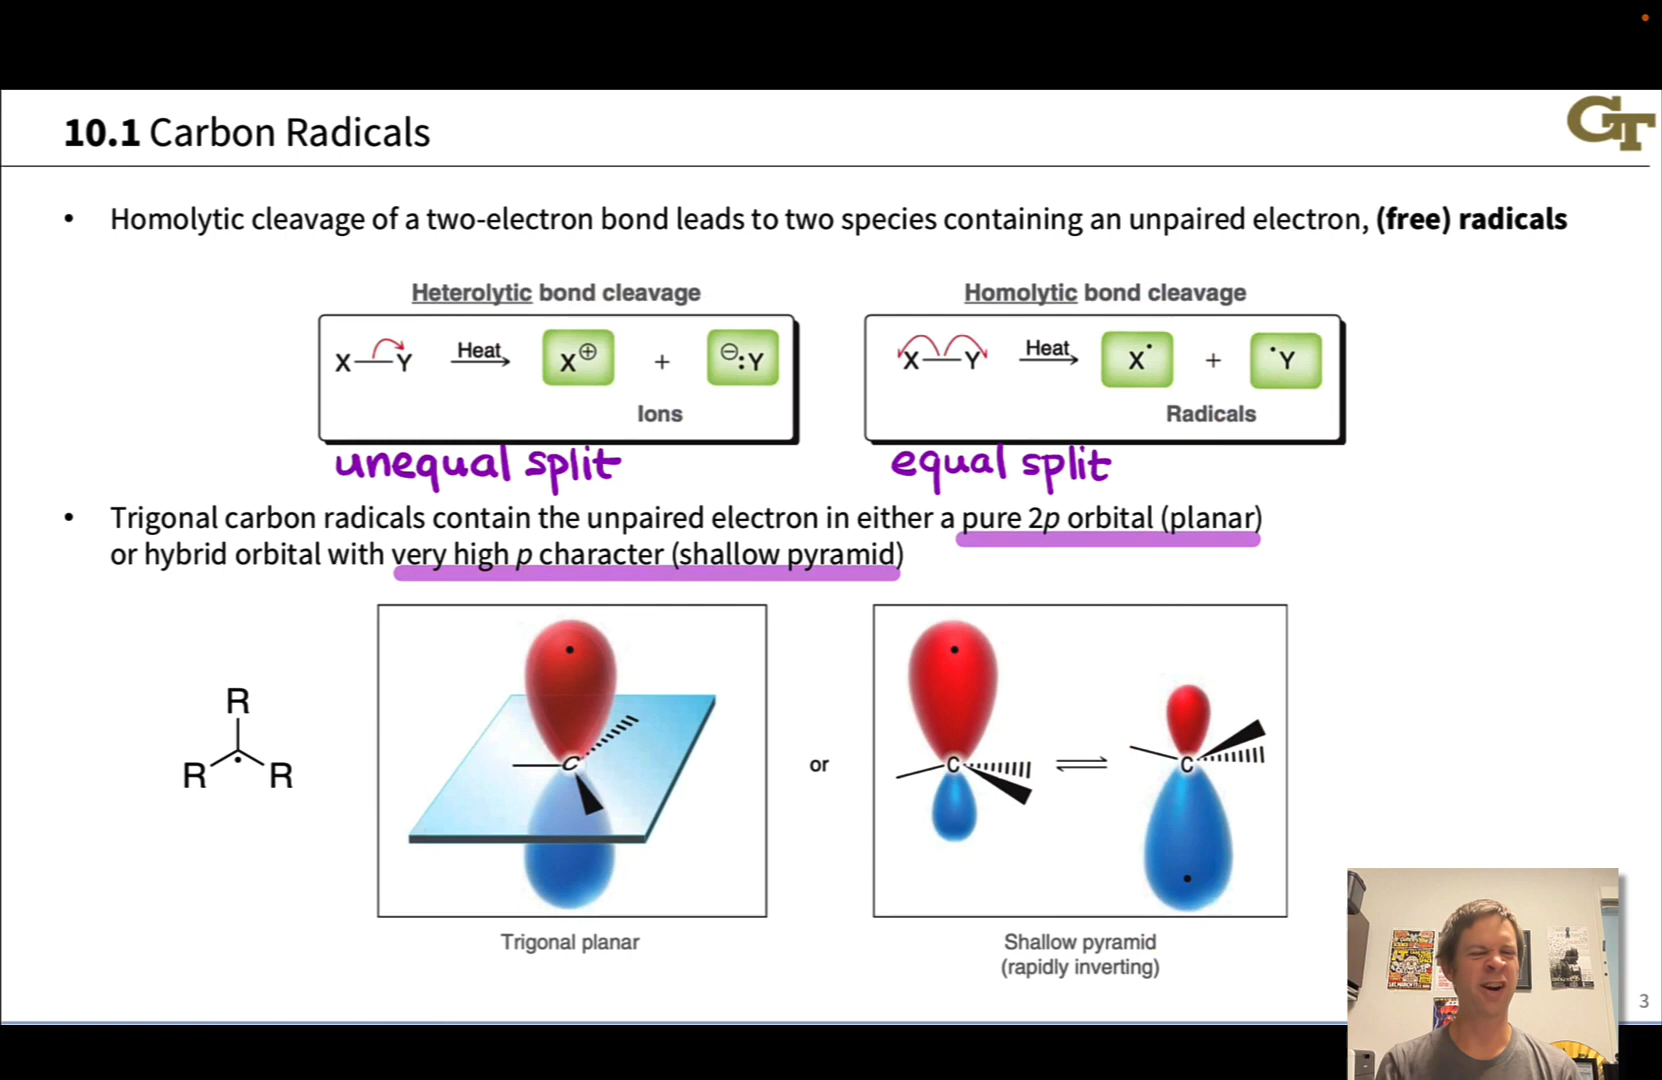 10.1 Carbon Radicals
GT
• Homolytic cleavage of a two-electron bond leads to two species containing an unpaired electron, (free) radicals
Heterolytic bond cleavage
X—Y Heat X⊕ + ⊖:Y
Ions
unequal split
Homolytic bond cleavage
X—Y Heat X• + •Y
Radicals
equal split
• Trigonal carbon radicals contain the unpaired electron in either a pure 2p orbital (planar)
or hybrid orbital with very high p character (shallow pyramid)
R
R R
C
Trigonal planar
or
C C
Shallow pyramid
(rapidly inverting)
3